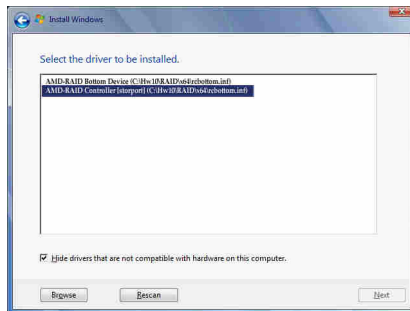 Install Windows
Select the driver to be installed.
AMD-RAID Bottom Device (C:\Hw10\RAID\x64\rcbottom.inf)
AMD-RAID Controller [storport] (C:\Hw10\RAID\x64\rcbottom.inf)
Hide drivers that are not compatible with hardware on this computer.
Browse
Rescan
Next